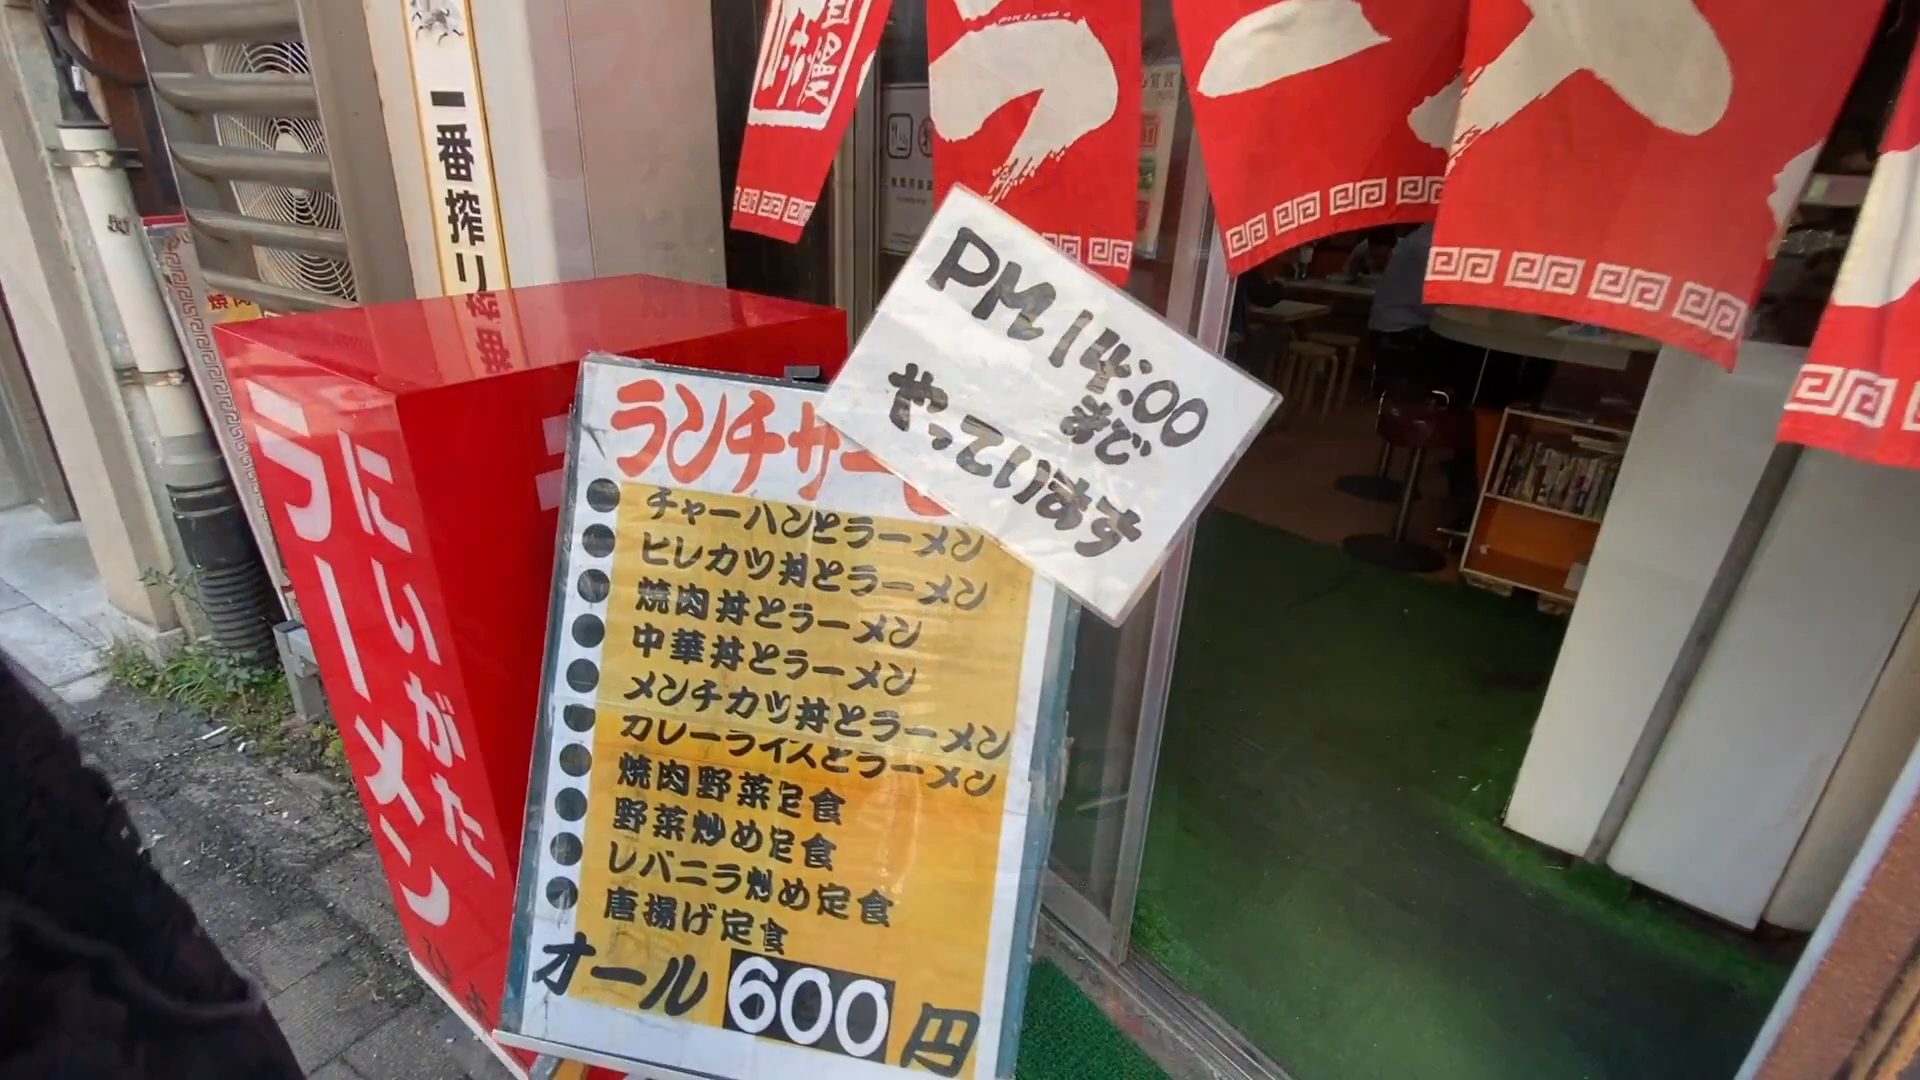 一番搾り
ラーメン
にいがた
PM 14:00
まで
やっています
ランチサー
チャーハンとラーメン
ヒレカツ丼とラーメン
焼肉丼とラーメン
中華丼とラーメン
メンチカツ丼とラーメン
カレーライスとラーメン
焼肉野菜定食
野菜炒め定食
レバニラ炒め定食
唐揚げ定食
オール600円